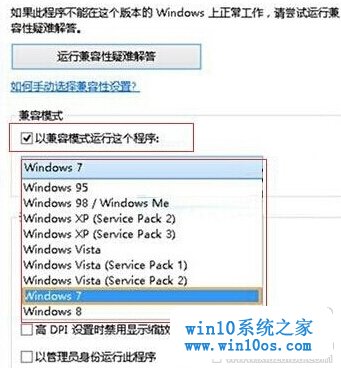 如果此程序不能在这个版本的 Windows 上正常工作，请尝试运行兼
容性疑难解答。
运行兼容性疑难解答
如何手动选择兼容性设置?
兼容模式
以兼容模式运行这个程序:
Windows 7
Windows 95
Windows 98 / Windows Me
Windows XP (Service Pack 2)
Windows XP (Service Pack 3)
Windows Vista
Windows Vista (Service Pack 1)
Windows Vista (Service Pack 2)
Windows 7
Windows 8
高 DPI 设置时禁用显示缩放
以管理员身份运行此程序
win10系统之家
www.win10os.com